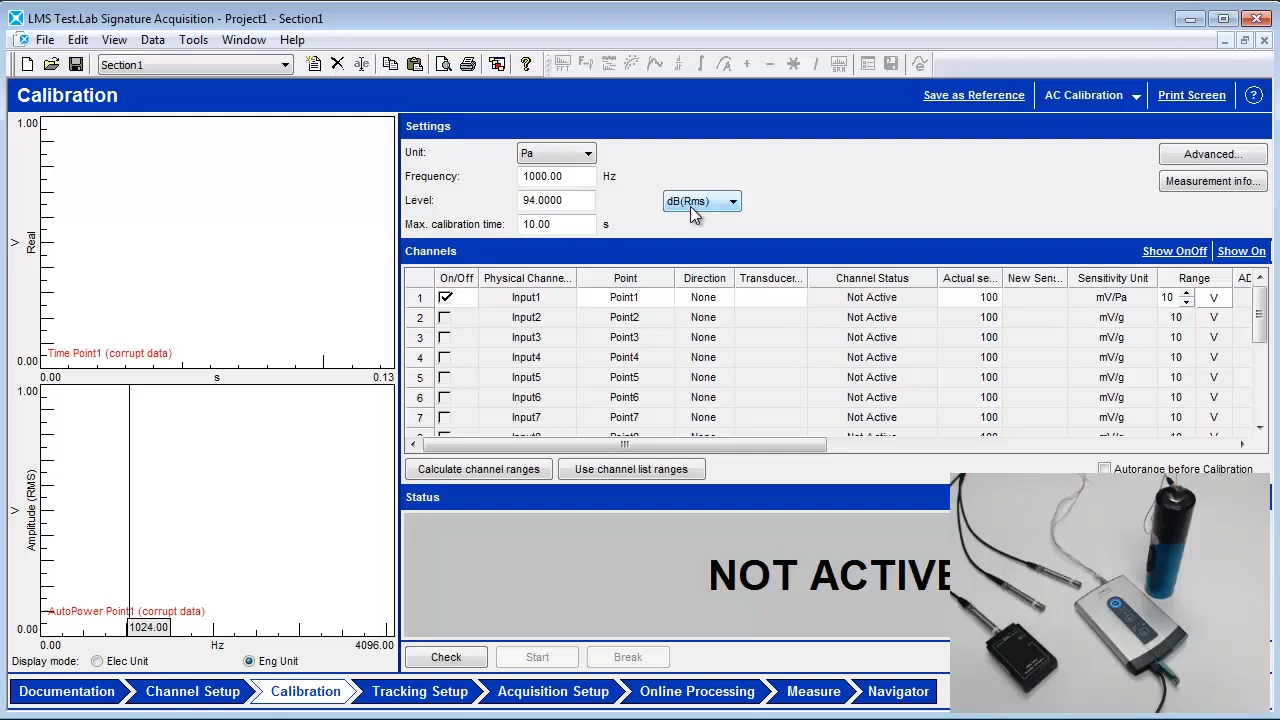 LMS Test.Lab Signature Acquisition - Project1 - Section1
File Edit View Data Tools Window Help
Section1
Calibration
Save as Reference AC Calibration Print Screen ?
Settings
Unit: Pa
Advanced...
Frequency: 1000.00 Hz
Measurement info...
Level: 94.0000 dB(Rms)
Max. calibration time: 10.00 s
Channels Show OnOff Show On
On/Off Physical Channe... Point Direction Transducer... Channel Status Actual se... New Sens... Sensitivity Unit Range AD
1 Input1 Point1 None Not Active 100 mV/Pa 10 V
2 Input2 Point2 None Not Active 100 mV/g 10 V
3 Input3 Point3 None Not Active 100 mV/g 10 V
4 Input4 Point4 None Not Active 100 mV/g 10 V
5 Input5 Point5 None Not Active 100 mV/g 10 V
6 Input6 Point6 None Not Active 100 mV/g 10 V
7 Input7 Point7 None Not Active 100 mV/g 10 V
Calculate channel ranges Use channel list ranges Autorange before Calibration
Status
NOT ACTIVE
Check Start Break
1.00
V
Real
Time Point1 (corrupt data)
0.00
0.00 s 0.13
1.00
V
Amplitude (RMS)
AutoPower Point1 (corrupt data)
1024.00
0.00
0.00 Hz 4096.00
Display mode: Elec Unit Eng Unit
Documentation Channel Setup Calibration Tracking Setup Acquisition Setup Online Processing Measure Navigator